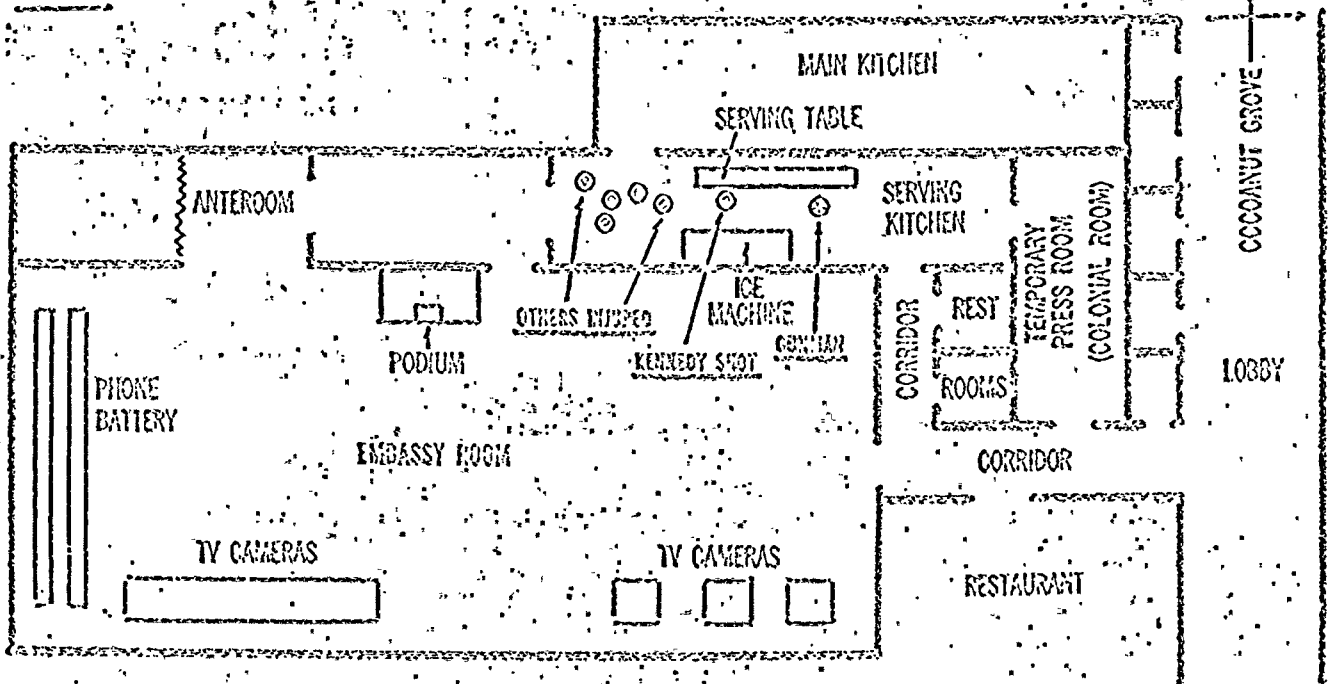 MAIN KITCHEN
SERVING TABLE
ANTEROOM
SERVING
KITCHEN
TEMPORARY
PRESS ROOM
(COLONIAL ROOM)
COCOANUT GROVE
OTHERS INJURED
ICE
MACHINE
GUNMAN
KENNEDY SHOT
PODIUM
CORRIDOR
REST
ROOMS
LOBBY
PHONE
BATTERY
EMBASSY ROOM
CORRIDOR
TV CAMERAS
TV CAMERAS
RESTAURANT